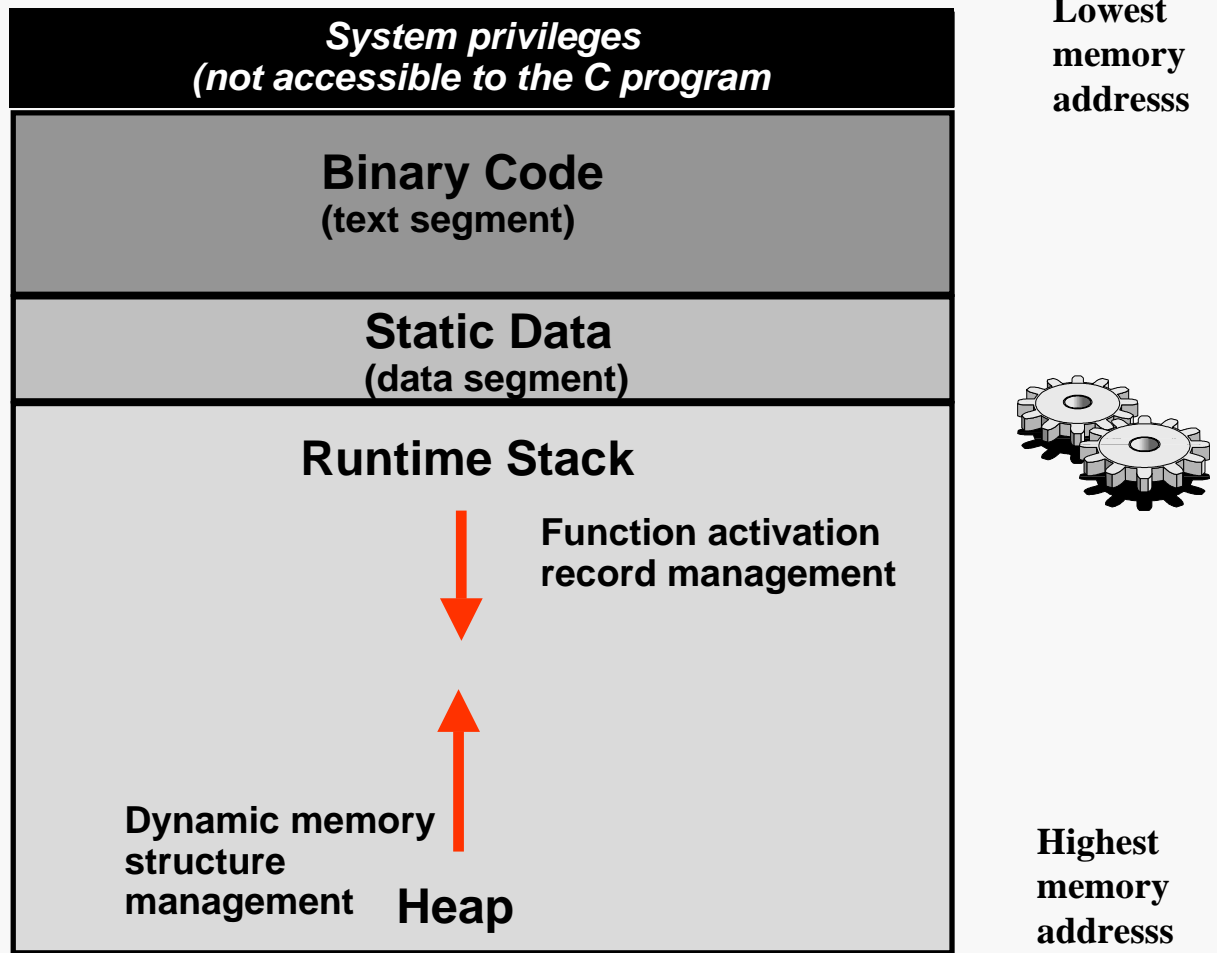 System privileges
(not accessible to the C program
Lowest
memory
addresss
Binary Code
(text segment)
Static Data
(data segment)
Runtime Stack
Function activation
record management
Dynamic memory
structure
management
Heap
Highest
memory
addresss